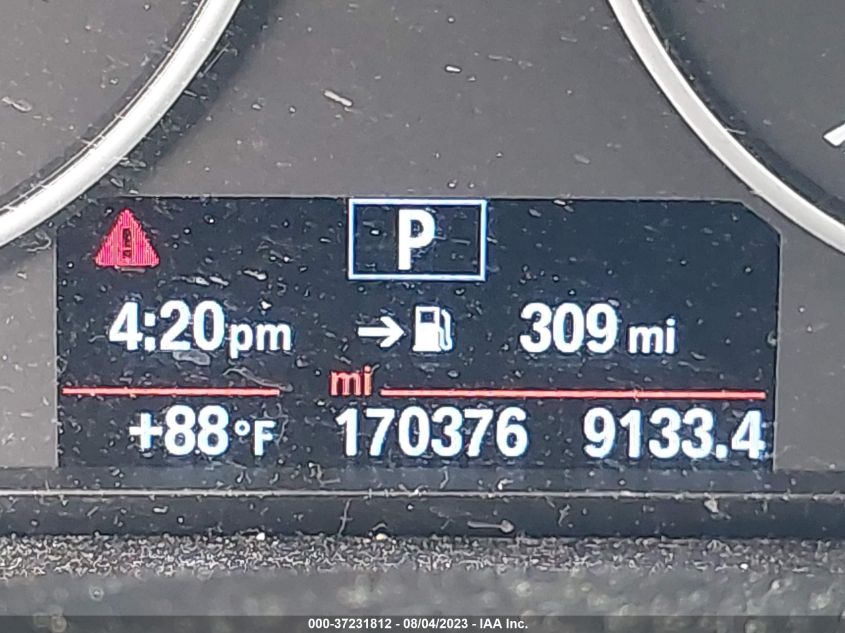 P
4:20pm → 309 mi
mi
+88°F 170376 9133.4
000-37231812 - 08/04/2023 - IAA Inc.